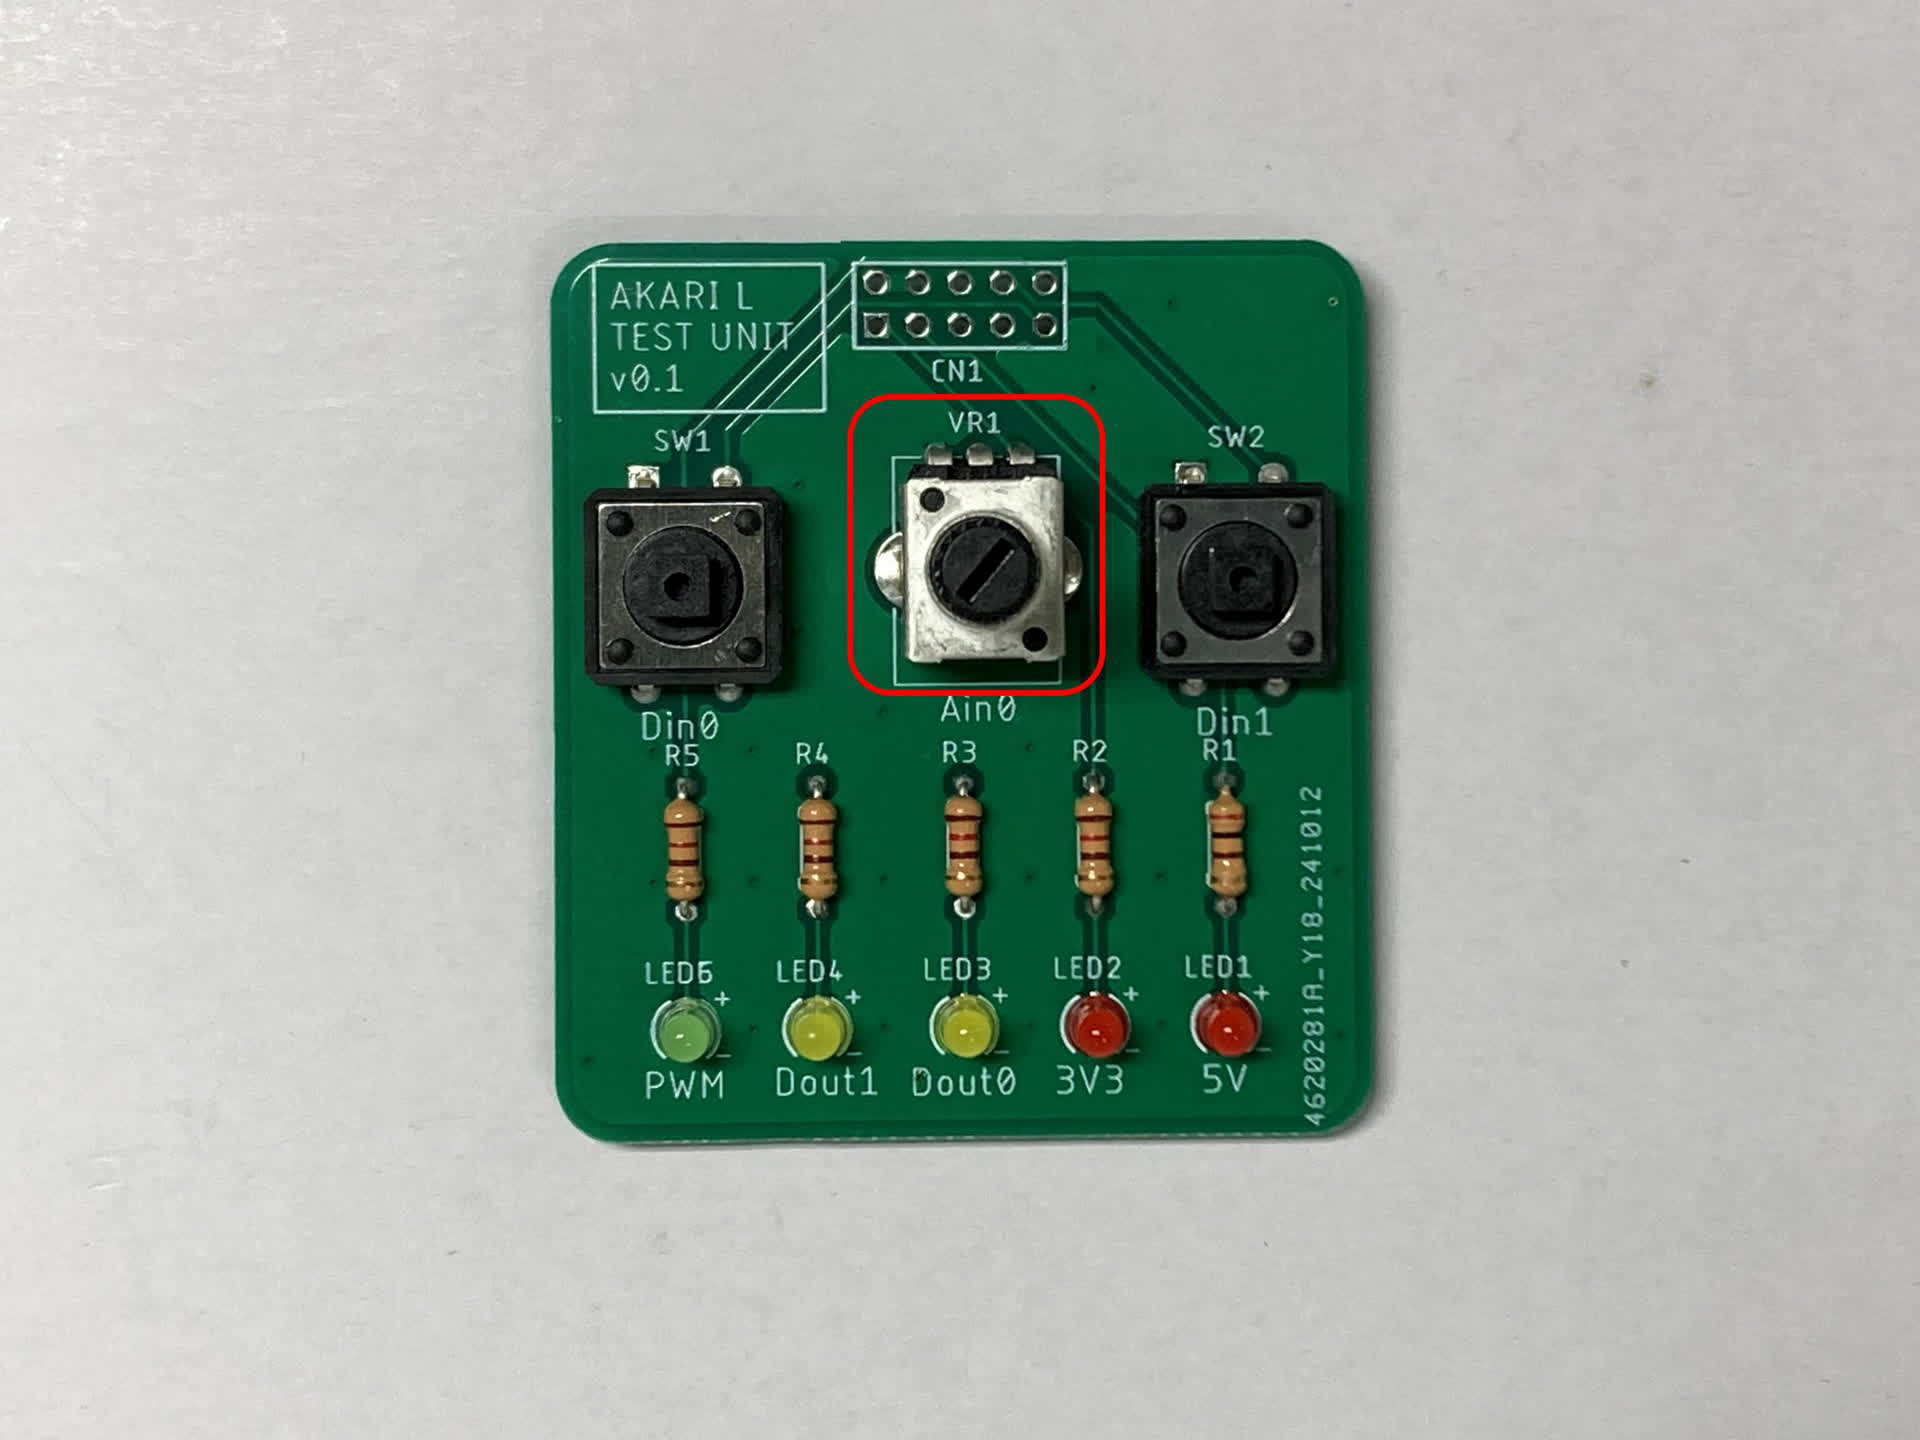 AKARI L
TEST UNIT
v0.1
CN1
VR1
SW1
SW2
Din0
Ain0
Din1
R5
R4
R3
R2
R1
LED5
LED4
LED3
LED2
LED1
+
+
+
+
+
-
-
-
-
-
PWM
Dout1
Dout0
3V3
5V
4620281A_Y18_241012